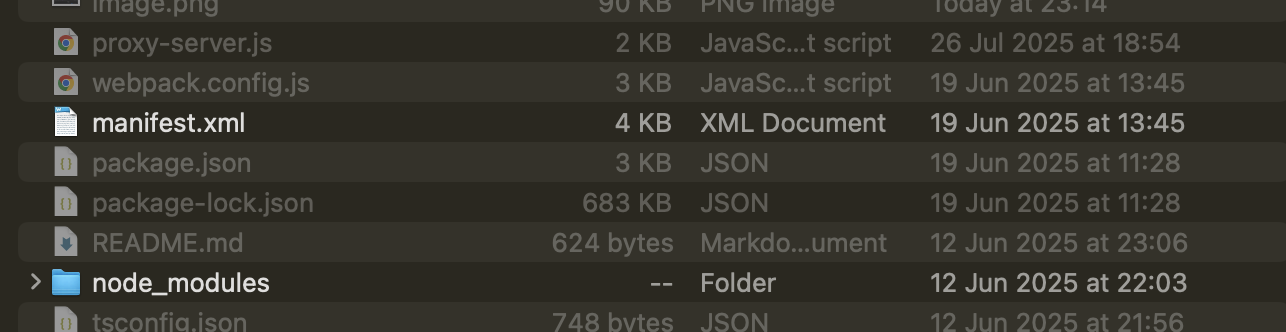 image.png 90 KB PNG image Today at 23:14
proxy-server.js 2 KB JavaSc...t script 26 Jul 2025 at 18:54
webpack.config.js 3 KB JavaSc...t script 19 Jun 2025 at 13:45
manifest.xml 4 KB XML Document 19 Jun 2025 at 13:45
package.json 3 KB JSON 19 Jun 2025 at 11:28
package-lock.json 683 KB JSON 19 Jun 2025 at 11:28
README.md 624 bytes Markdo...ument 12 Jun 2025 at 23:06
node_modules -- Folder 12 Jun 2025 at 22:03
tsconfig.json 748 bytes JSON 12 Jun 2025 at 21:56